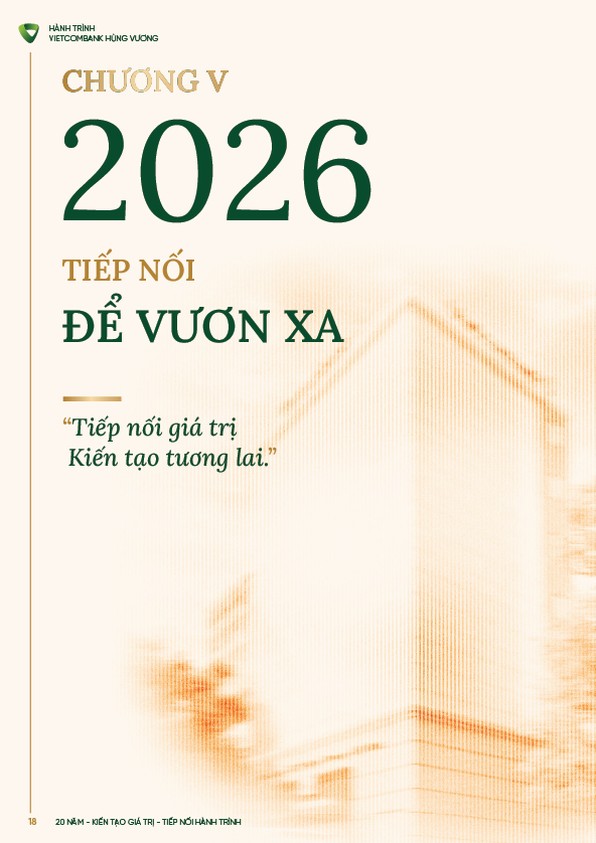 HÀNH TRÌNH
VIETCOMBANK HÙNG VƯƠNG
CHƯƠNG V
2026
TIẾP NỐI
ĐỂ VƯƠN XA
“Tiếp nối giá trị
Kiến tạo tương lai.”
18 20 NĂM – KIẾN TẠO GIÁ TRỊ – TIẾP NỐI HÀNH TRÌNH